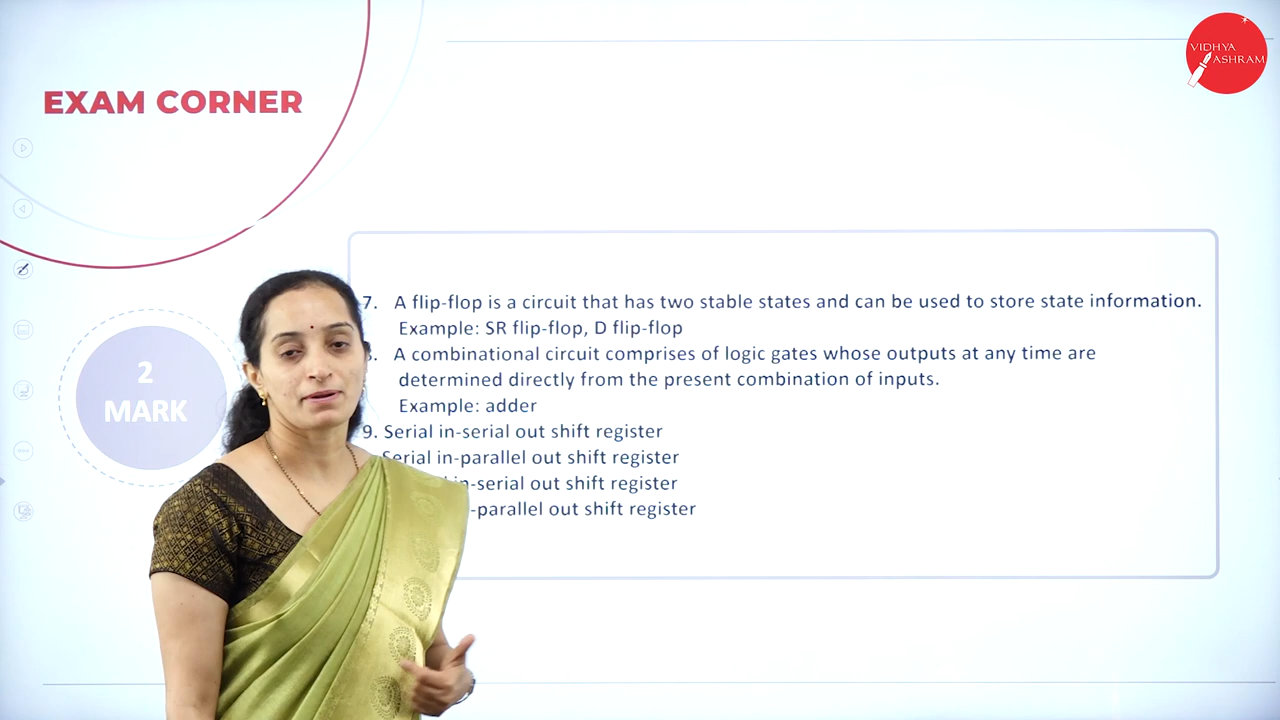 VIDHYA
ASHRAM
EXAM CORNER
2
MARK
7. A flip-flop is a circuit that has two stable states and can be used to store state information.
Example: SR flip-flop, D flip-flop
A combinational circuit comprises of logic gates whose outputs at any time are
determined directly from the present combination of inputs.
Example: adder
9. Serial in-serial out shift register
Serial in-parallel out shift register
-serial out shift register
-parallel out shift register